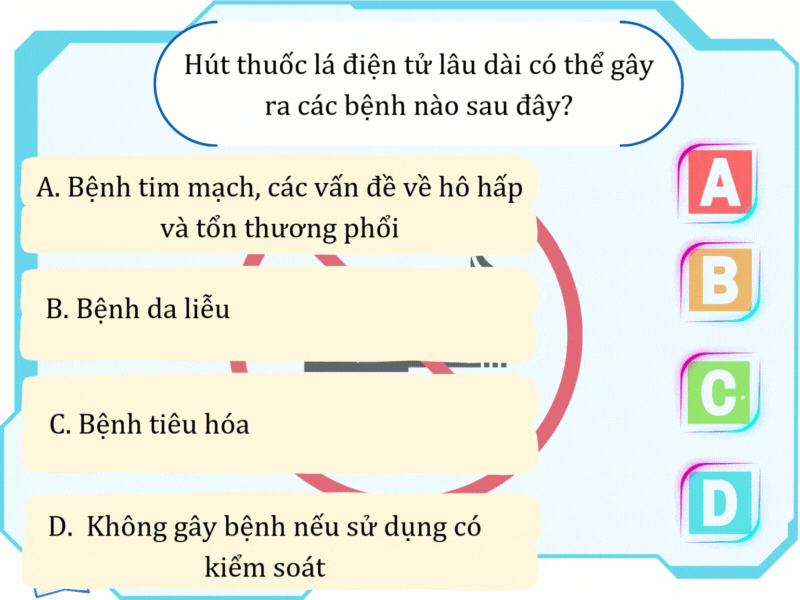 Hút thuốc lá điện tử lâu dài có thể gây
ra các bệnh nào sau đây?
A. Bệnh tim mạch, các vấn đề về hô hấp
và tổn thương phổi
B. Bệnh da liễu
C. Bệnh tiêu hóa
D. Không gây bệnh nếu sử dụng có
kiểm soát
A
B
C
D